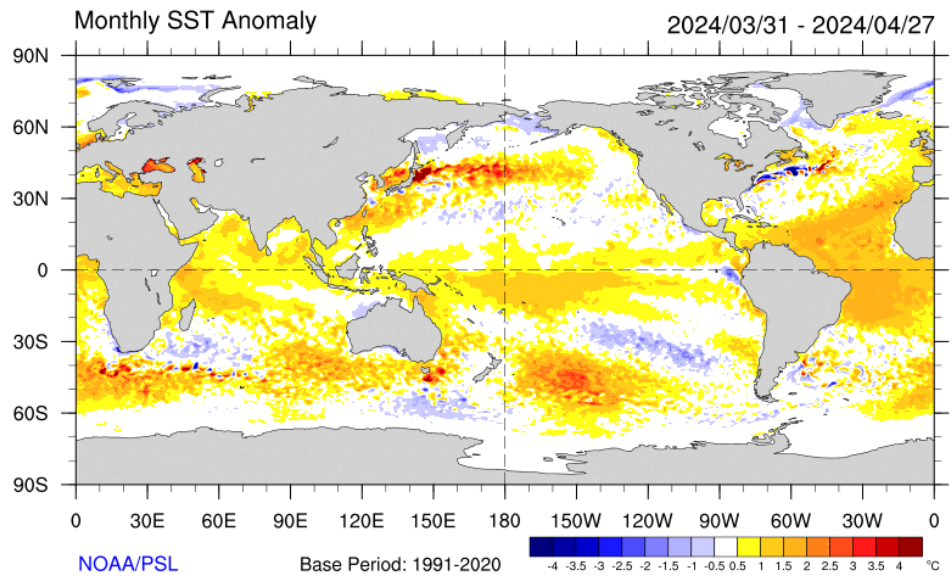 Monthly SST Anomaly 2024/03/31 - 2024/04/27
90N
60N
30N
0
30S
60S
90S
0 30E 60E 90E 120E 150E 180 150W 120W 90W 60W 30W 0
NOAA/PSL Base Period: 1991-2020
-4 -3.5 -3 -2.5 -2 -1.5 -1 -0.5 0.5 1 1.5 2 2.5 3 3.5 4 °C